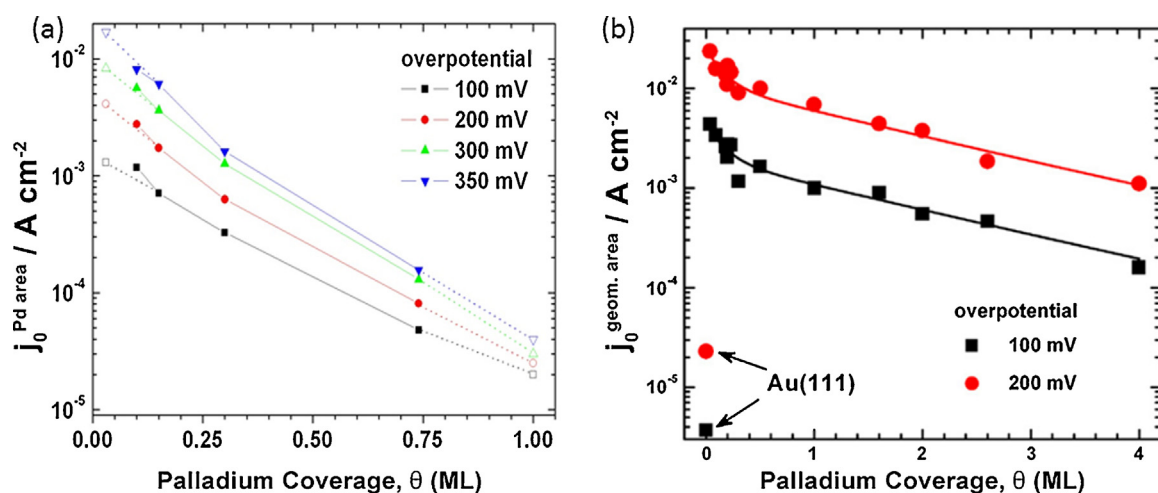 (a)
j₀ Pd area / A cm⁻²
10⁻²
10⁻³
10⁻⁴
10⁻⁵
0.00 0.25 0.50 0.75 1.00
Palladium Coverage, θ (ML)
overpotential
100 mV
200 mV
300 mV
350 mV
(b)
j₀ geom. area / A cm⁻²
10⁻²
10⁻³
10⁻⁴
10⁻⁵
0 1 2 3 4
Palladium Coverage, θ (ML)
Au(111)
overpotential
100 mV
200 mV